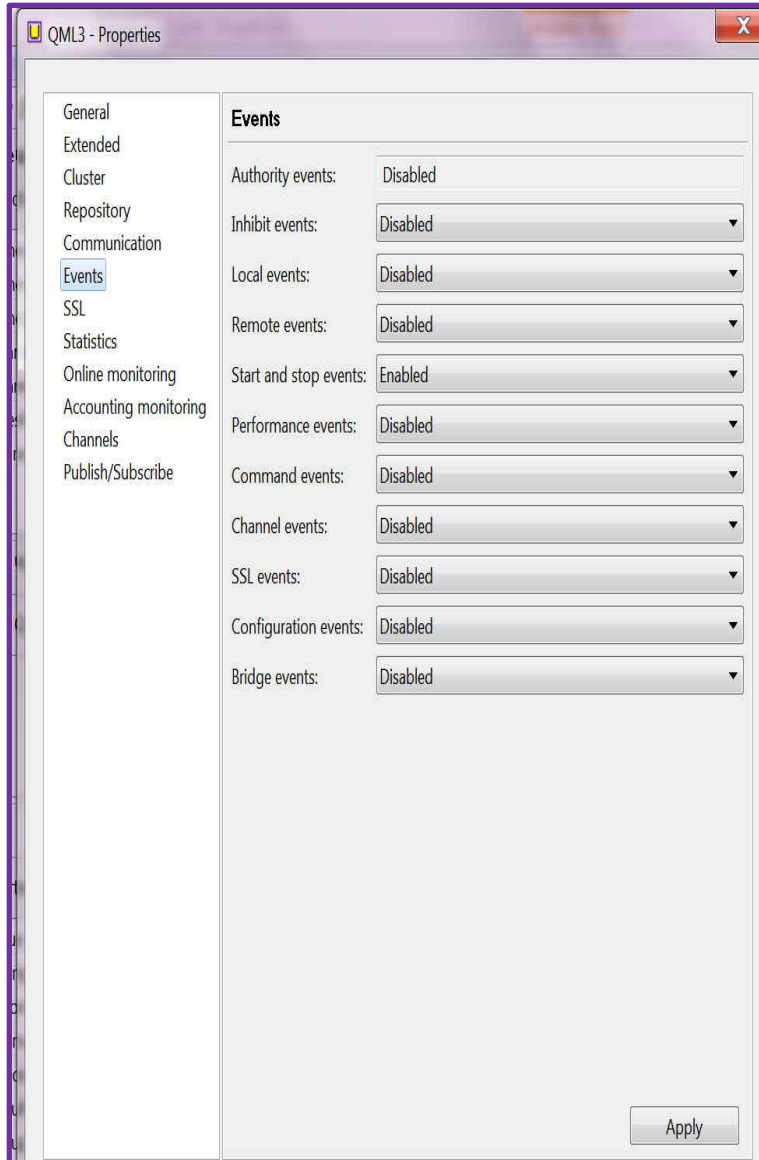 QML3 - Properties
X
General
Extended
Cluster
Repository
Communication
Events
SSL
Statistics
Online monitoring
Accounting monitoring
Channels
Publish/Subscribe
Events
Authority events: Disabled
Inhibit events: Disabled
Local events: Disabled
Remote events: Disabled
Start and stop events: Enabled
Performance events: Disabled
Command events: Disabled
Channel events: Disabled
SSL events: Disabled
Configuration events: Disabled
Bridge events: Disabled
Apply